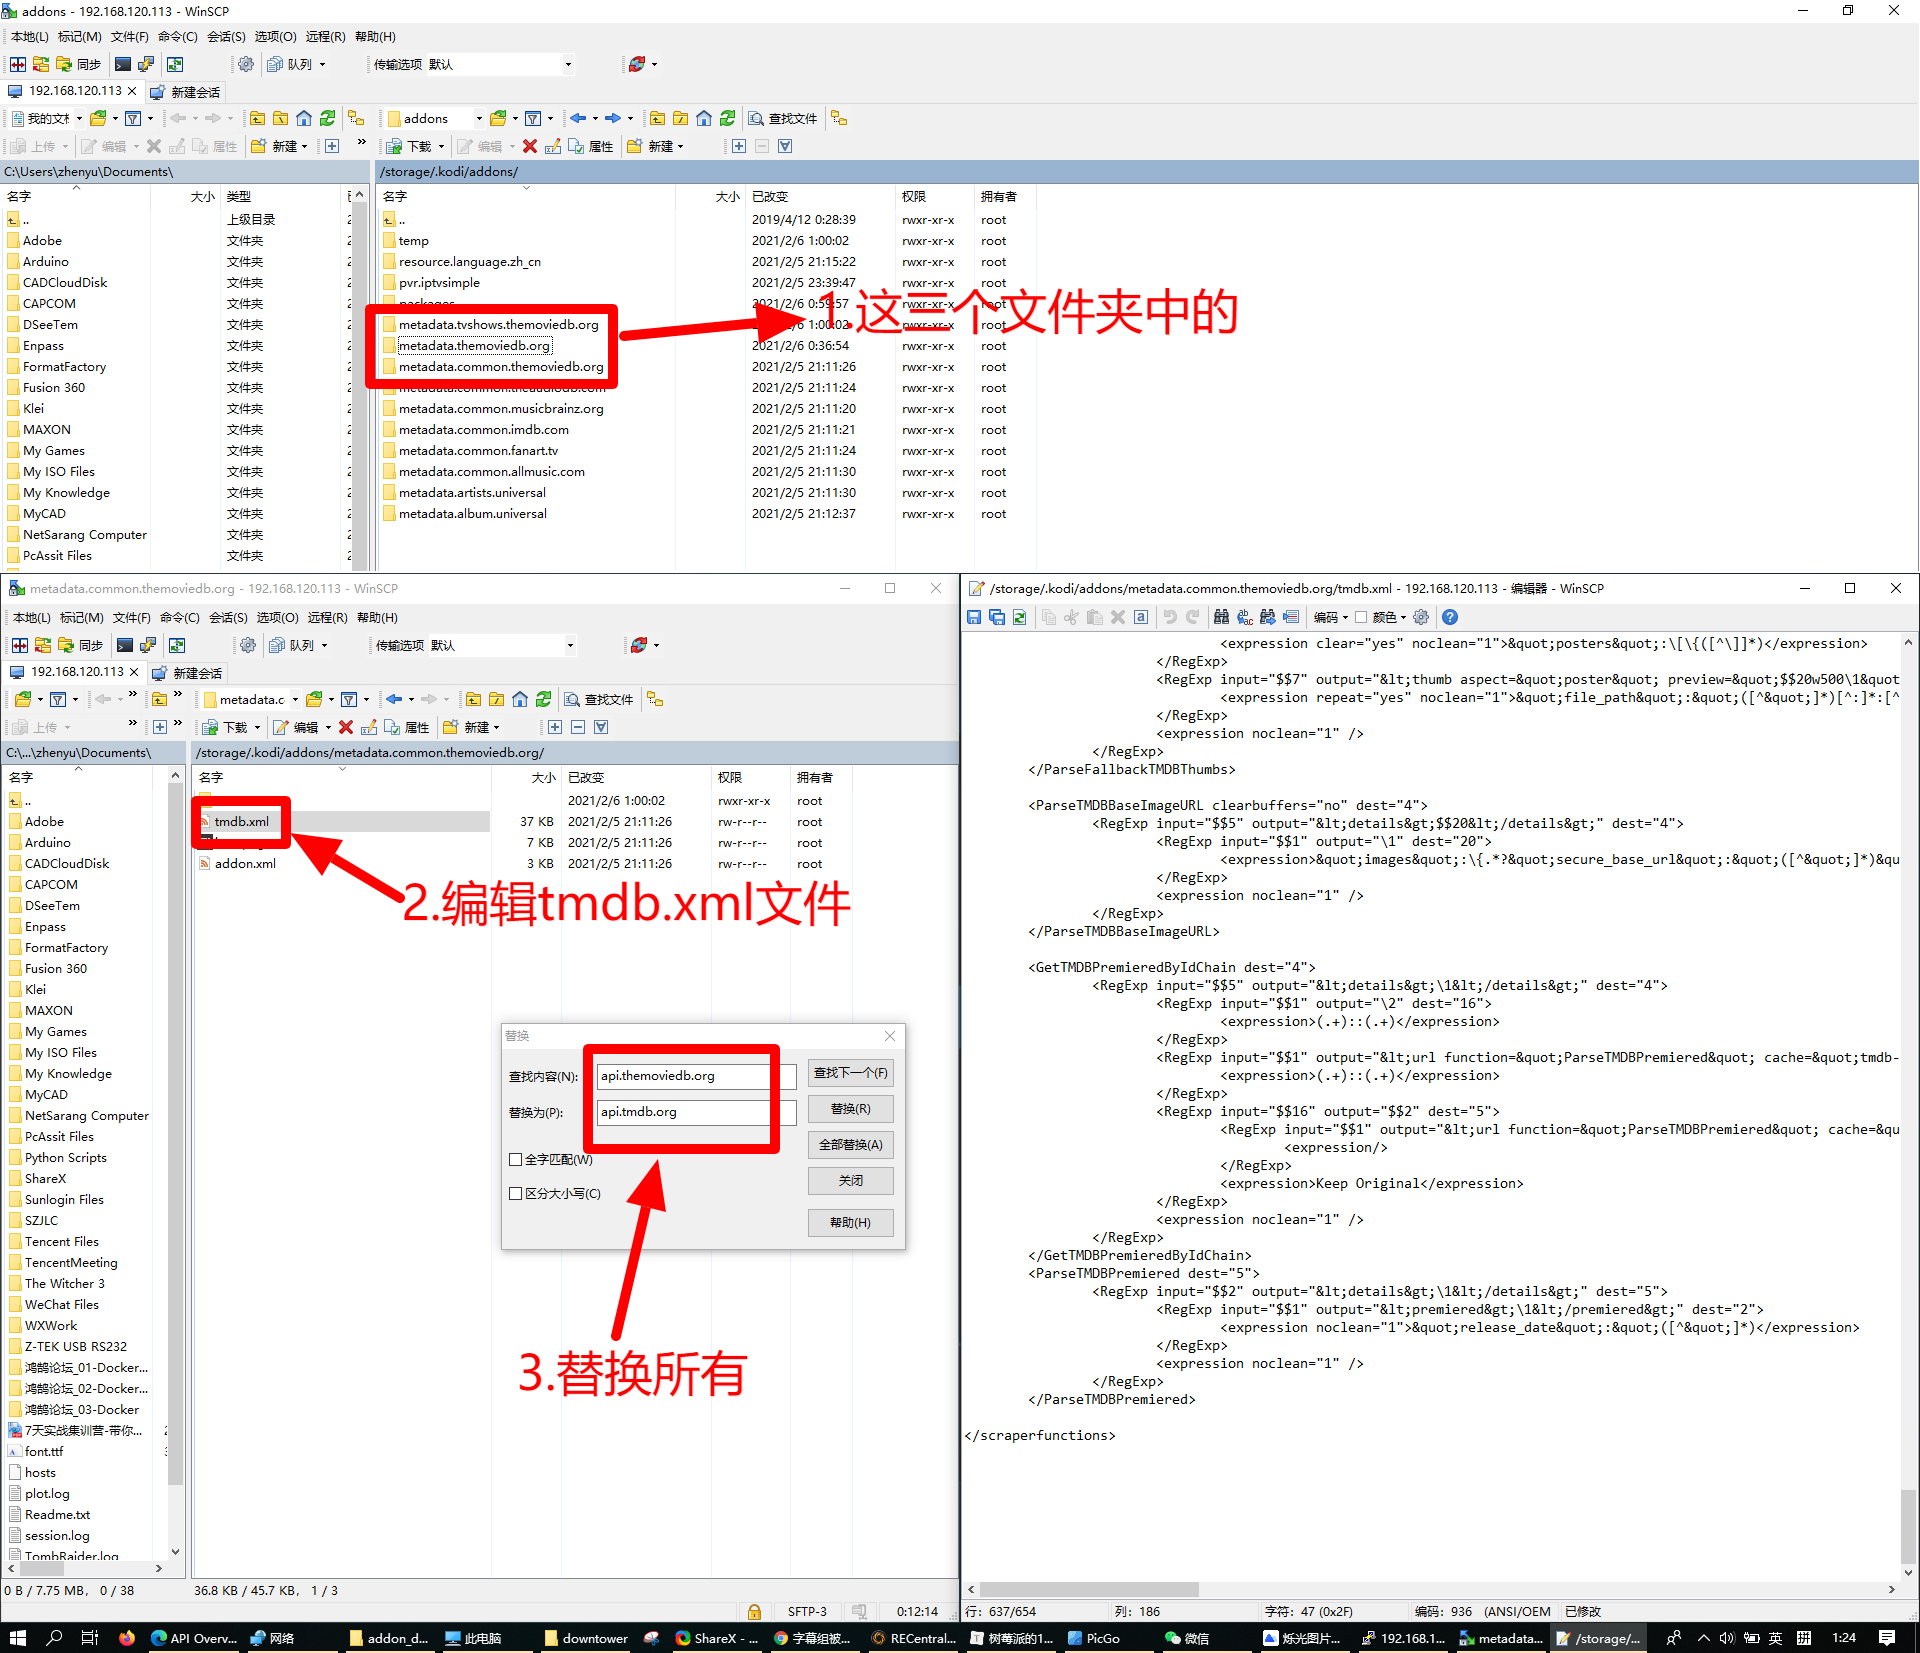 addons - 192.168.120.113 - WinSCP
本地(L) 标记(M) 文件(F) 命令(C) 会话(S) 选项(O) 远程(R) 帮助(H)
同步 队列 传输选项 默认
192.168.120.113 新建会话
我的文档 addons 查找文件
上传 编辑 属性 新建 下载 编辑 属性 新建
C:\Users\zhenyu\Documents\ /storage/.kodi/addons/
名字 大小 类型 名字 大小 已改变 权限 拥有者
.. 上级目录 2 .. 2019/4/12 0:28:39 rwxr-xr-x root
Adobe 文件夹 2 temp 2021/2/6 1:00:02 rwxr-xr-x root
Arduino 文件夹 2 resource.language.zh_cn 2021/2/5 21:15:22 rwxr-xr-x root
CADCloudDisk 文件夹 2 pvr.iptvsimple 2021/2/5 23:39:47 rwxr-xr-x root
CAPCOM 文件夹 2 packages 2021/2/6 0:59:57 rwxr-xr-x root
DSeeTem 文件夹 2 metadata.tvshows.themoviedb.org 2021/2/6 1:00:02 rwxr-xr-x root
1.这三个文件夹中的
Enpass 文件夹 2 metadata.themoviedb.org 2021/2/6 0:36:54 rwxr-xr-x root
FormatFactory 文件夹 2 metadata.common.themoviedb.org 2021/2/5 21:11:26 rwxr-xr-x root
Fusion 360 文件夹 2 metadata.common.theaudiodb.com 2021/2/5 21:11:24 rwxr-xr-x root
Klei 文件夹 2 metadata.common.musicbrainz.org 2021/2/5 21:11:20 rwxr-xr-x root
MAXON 文件夹 2 metadata.common.imdb.com 2021/2/5 21:11:21 rwxr-xr-x root
My Games 文件夹 2 metadata.common.fanart.tv 2021/2/5 21:11:24 rwxr-xr-x root
My ISO Files 文件夹 2 metadata.common.allmusic.com 2021/2/5 21:11:30 rwxr-xr-x root
My Knowledge 文件夹 2 metadata.artists.universal 2021/2/5 21:11:30 rwxr-xr-x root
MyCAD 文件夹 2 metadata.album.universal 2021/2/5 21:12:37 rwxr-xr-x root
NetSarang Computer 文件夹 2
PcAssit Files 文件夹 2
metadata.common.themoviedb.org - 192.168.120.113 - WinSCP
本地(L) 标记(M) 文件(F) 命令(C) 会话(S) 选项(O) 远程(R) 帮助(H)
同步 队列 传输选项 默认
192.168.120.113 新建会话
metadata.c 查找文件
上传 下载 编辑 属性 新建
C:\...\zhenyu\Documents\ /storage/.kodi/addons/metadata.common.themoviedb.org/
名字 名字 大小 已改变 权限 拥有者
.. 2021/2/6 1:00:02 rwxr-xr-x root
Adobe tmdb.xml 37 KB 2021/2/5 21:11:26 rw-r--r-- root
Arduino 7 KB 2021/2/5 21:11:26 rw-r--r-- root
CADCloudDisk addon.xml 3 KB 2021/2/5 21:11:26 rw-r--r-- root
CAPCOM
2.编辑tmdb.xml文件
DSeeTem
Enpass
FormatFactory
Fusion 360
Klei
MAXON
My Games
My ISO Files
My Knowledge
MyCAD
NetSarang Computer
PcAssit Files
Python Scripts
ShareX
Sunlogin Files
SZJLC
Tencent Files
TencentMeeting
The Witcher 3
WeChat Files
WXWork
Z-TEK USB RS232
鸿鹄论坛_01-Docker...
鸿鹄论坛_02-Docker...
鸿鹄论坛_03-Docker
7天实战集训营-带你... 2
font.ttf 3
hosts
plot.log
Readme.txt
session.log
TombRaider.log
替换
查找内容(N): api.themoviedb.org 查找下一个(F)
替换为(P): api.tmdb.org 替换(R)
全部替换(A)
全字匹配(W) 关闭
区分大小写(C)
帮助(H)
3.替换所有
0 B / 7.75 MB, 0 / 38 36.8 KB / 45.7 KB, 1 / 3
SFTP-3 0:12:14
/storage/.kodi/addons/metadata.common.themoviedb.org/tmdb.xml - 192.168.120.113 - 编辑器 - WinSCP
编码 颜色
<expression clear="yes" noclean="1">&quot;posters&quot;:\[\{([^\]]*)</expression>
</RegExp>
<RegExp input="$$7" output="&lt;thumb aspect=&quot;poster&quot; preview=&quot;$$20w500\1&quot
<expression repeat="yes" noclean="1">&quot;file_path&quot;:&quot;([^&quot;]*)[^:]*:[^
</RegExp>
<expression noclean="1" />
</RegExp>
</ParseFallbackTMDBThumbs>
<ParseTMDBBaseImageURL clearbuffers="no" dest="4">
<RegExp input="$$5" output="&lt;details&gt;$$20&lt;/details&gt;" dest="4">
<RegExp input="$$1" output="\1" dest="20">
<expression>&quot;images&quot;:\{.*?&quot;secure_base_url&quot;:&quot;([^&quot;]*)&qu
</RegExp>
<expression noclean="1" />
</RegExp>
</ParseTMDBBaseImageURL>
<GetTMDBPremieredByIdChain dest="4">
<RegExp input="$$5" output="&lt;details&gt;\1&lt;/details&gt;" dest="4">
<RegExp input="$$1" output="\2" dest="16">
<expression>(.+)::(.+)</expression>
</RegExp>
<RegExp input="$$1" output="&lt;url function=&quot;ParseTMDBPremiered&quot; cache=&quot;tmdb-
<expression>(.+)::(.+)</expression>
</RegExp>
<RegExp input="$$16" output="$$2" dest="5">
<RegExp input="$$1" output="&lt;url function=&quot;ParseTMDBPremiered&quot; cache=&qu
<expression/>
</RegExp>
<expression>Keep Original</expression>
</RegExp>
<expression noclean="1" />
</RegExp>
</GetTMDBPremieredByIdChain>
<ParseTMDBPremiered dest="5">
<RegExp input="$$2" output="&lt;details&gt;\1&lt;/details&gt;" dest="5">
<RegExp input="$$1" output="&lt;premiered&gt;\1&lt;/premiered&gt;" dest="2">
<expression noclean="1">&quot;release_date&quot;:&quot;([^&quot;]*)</expression>
</RegExp>
<expression noclean="1" />
</RegExp>
</ParseTMDBPremiered>
</scraperfunctions>
行: 637/654 列: 186 字符: 47 (0x2F) 编码: 936 (ANSI/OEM 已修改
API Overv... 网络 addon_d... 此电脑 downtower ShareX - ... 字幕组被... RECentral... 树莓派的1... PicGo 微信 烁光图片... 192.168.1... metadata... /storage/... 英 拼 1:24